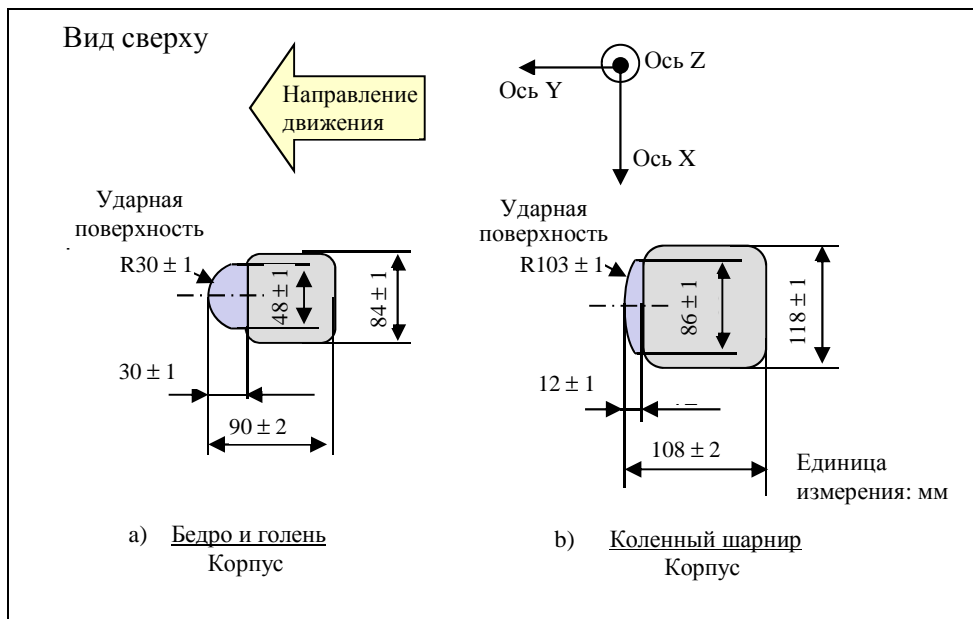 Вид сверху
Направление
движения
Ось Z
Ось Y
Ось X
Ударная
поверхность
R30 ± 1
48 ± 1
84 ± 1
30 ± 1
90 ± 2
a) Бедро и голень
Корпус
Ударная
поверхность
R103 ± 1
86 ± 1
118 ± 1
12 ± 1
108 ± 2
Единица
измерения: мм
b) Коленный шарнир
Корпус